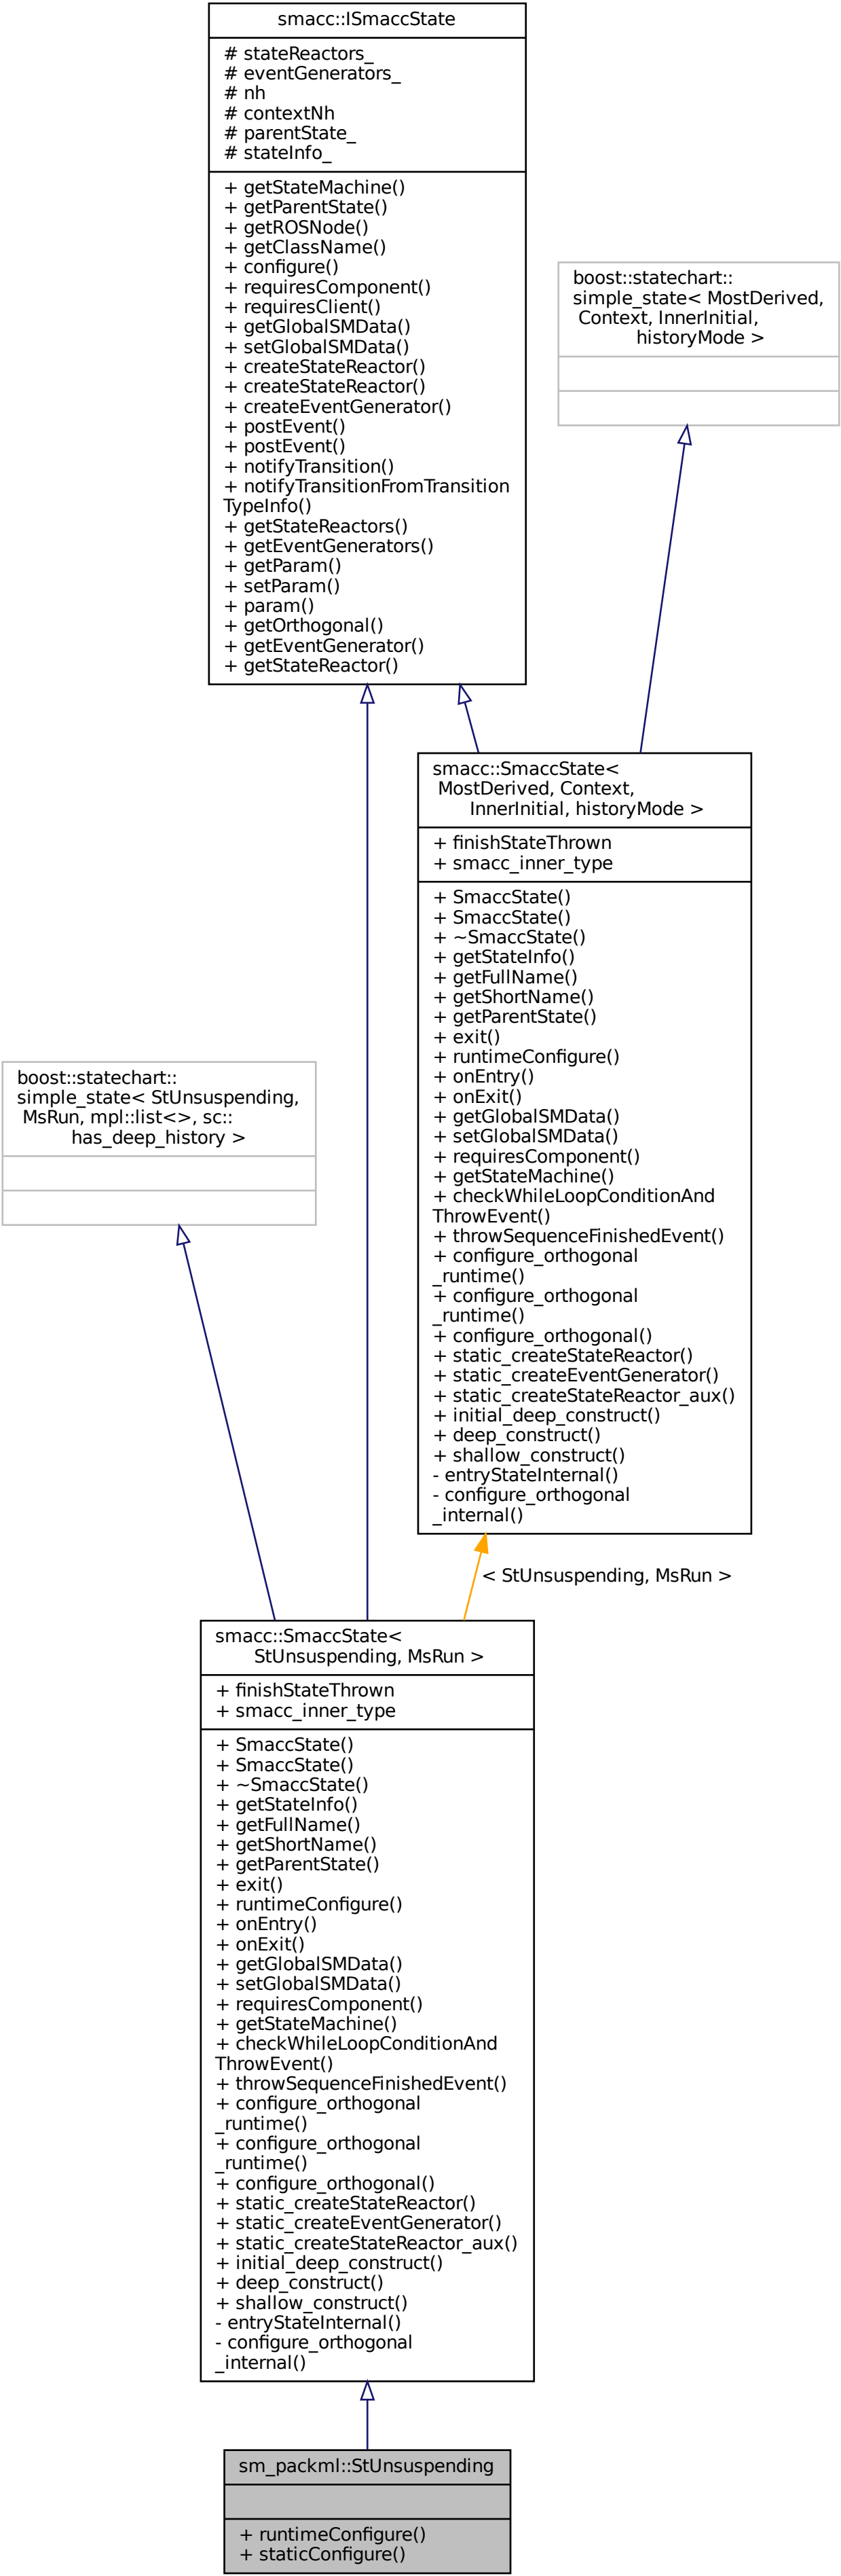 smacc::ISmaccState
# stateReactors_
# eventGenerators_
# nh
# contextNh
# parentState_
# stateInfo_
+ getStateMachine()
+ getParentState()
+ getROSNode()
+ getClassName()
+ configure()
+ requiresComponent()
+ requiresClient()
+ getGlobalSMData()
+ setGlobalSMData()
+ createStateReactor()
+ createStateReactor()
+ createEventGenerator()
+ postEvent()
+ postEvent()
+ notifyTransition()
+ notifyTransitionFromTransition
TypeInfo()
+ getStateReactors()
+ getEventGenerators()
+ getParam()
+ setParam()
+ param()
+ getOrthogonal()
+ getEventGenerator()
+ getStateReactor()
boost::statechart::
simple_state< MostDerived,
Context, InnerInitial,
historyMode >
smacc::SmaccState<
MostDerived, Context,
InnerInitial, historyMode >
+ finishStateThrown
+ smacc_inner_type
+ SmaccState()
+ SmaccState()
+ ~SmaccState()
+ getStateInfo()
+ getFullName()
+ getShortName()
+ getParentState()
+ exit()
+ runtimeConfigure()
+ onEntry()
+ onExit()
+ getGlobalSMData()
+ setGlobalSMData()
+ requiresComponent()
+ getStateMachine()
+ checkWhileLoopConditionAnd
ThrowEvent()
+ throwSequenceFinishedEvent()
+ configure_orthogonal
_runtime()
+ configure_orthogonal
_runtime()
+ configure_orthogonal()
+ static_createStateReactor()
+ static_createEventGenerator()
+ static_createStateReactor_aux()
+ initial_deep_construct()
+ deep_construct()
+ shallow_construct()
- entryStateInternal()
- configure_orthogonal
_internal()
boost::statechart::
simple_state< StUnsuspending,
MsRun, mpl::list<>, sc::
has_deep_history >
< StUnsuspending, MsRun >
smacc::SmaccState<
StUnsuspending, MsRun >
+ finishStateThrown
+ smacc_inner_type
+ SmaccState()
+ SmaccState()
+ ~SmaccState()
+ getStateInfo()
+ getFullName()
+ getShortName()
+ getParentState()
+ exit()
+ runtimeConfigure()
+ onEntry()
+ onExit()
+ getGlobalSMData()
+ setGlobalSMData()
+ requiresComponent()
+ getStateMachine()
+ checkWhileLoopConditionAnd
ThrowEvent()
+ throwSequenceFinishedEvent()
+ configure_orthogonal
_runtime()
+ configure_orthogonal
_runtime()
+ configure_orthogonal()
+ static_createStateReactor()
+ static_createEventGenerator()
+ static_createStateReactor_aux()
+ initial_deep_construct()
+ deep_construct()
+ shallow_construct()
- entryStateInternal()
- configure_orthogonal
_internal()
sm_packml::StUnsuspending
+ runtimeConfigure()
+ staticConfigure()